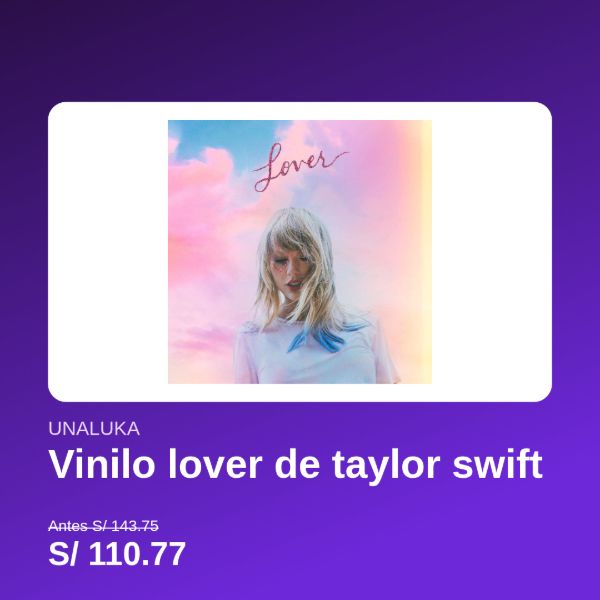 Lover
UNALUKA
Vinilo lover de taylor swift
Antes S/ 143.75
S/ 110.77